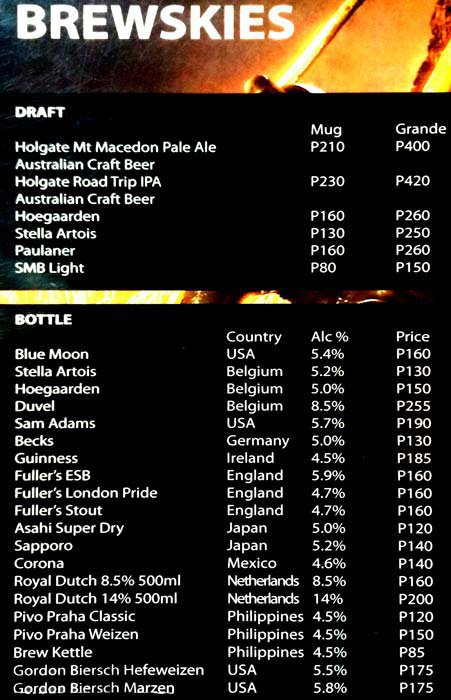 BREWSKIES
DRAFT
Mug Grande
Holgate Mt Macedon Pale Ale P210 P400
Australian Craft Beer
Holgate Road Trip IPA P230 P420
Australian Craft Beer
Hoegaarden P160 P260
Stella Artois P130 P250
Paulaner P160 P260
SMB Light P80 P150
BOTTLE
Country Alc % Price
Blue Moon USA 5.4% P160
Stella Artois Belgium 5.2% P130
Hoegaarden Belgium 5.0% P150
Duvel Belgium 8.5% P255
Sam Adams USA 5.7% P190
Becks Germany 5.0% P130
Guinness Ireland 4.5% P185
Fuller's ESB England 5.9% P160
Fuller's London Pride England 4.7% P160
Fuller's Stout England 4.7% P160
Asahi Super Dry Japan 5.0% P120
Sapporo Japan 5.2% P140
Corona Mexico 4.6% P140
Royal Dutch 8.5% 500ml Netherlands 8.5% P160
Royal Dutch 14% 500ml Netherlands 14% P200
Pivo Praha Classic Philippines 4.5% P120
Pivo Praha Weizen Philippines 4.5% P150
Brew Kettle Philippines 4.5% P85
Gordon Biersch Hefeweizen USA 5.5% P175
Gordon Biersch Marzen USA 5.8% P175